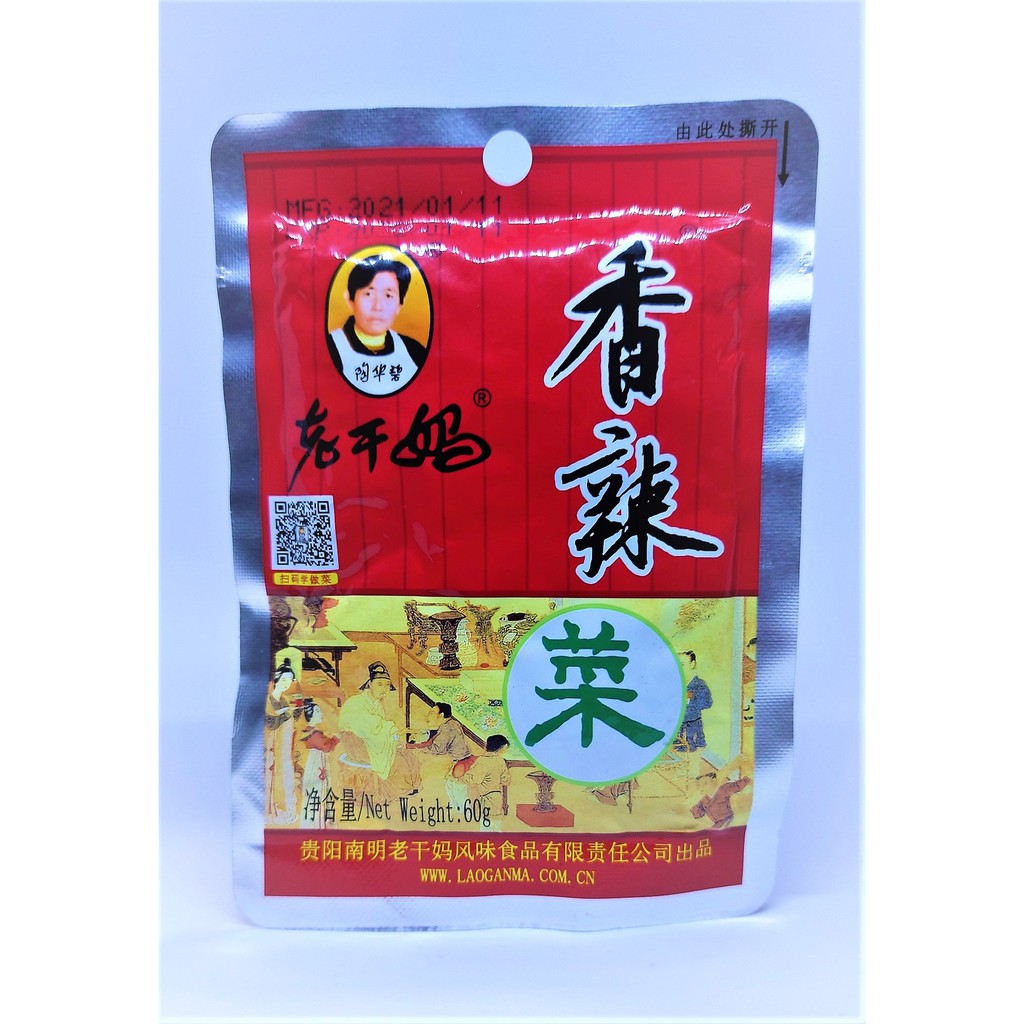 由此处撕开
MFG 2021/01/11
陶华碧
老干妈®
香辣
菜
扫码学做菜
净含量/Net Weight:60g
贵阳南明老干妈风味食品有限责任公司出品
WWW.LAOGANMA.COM.CN